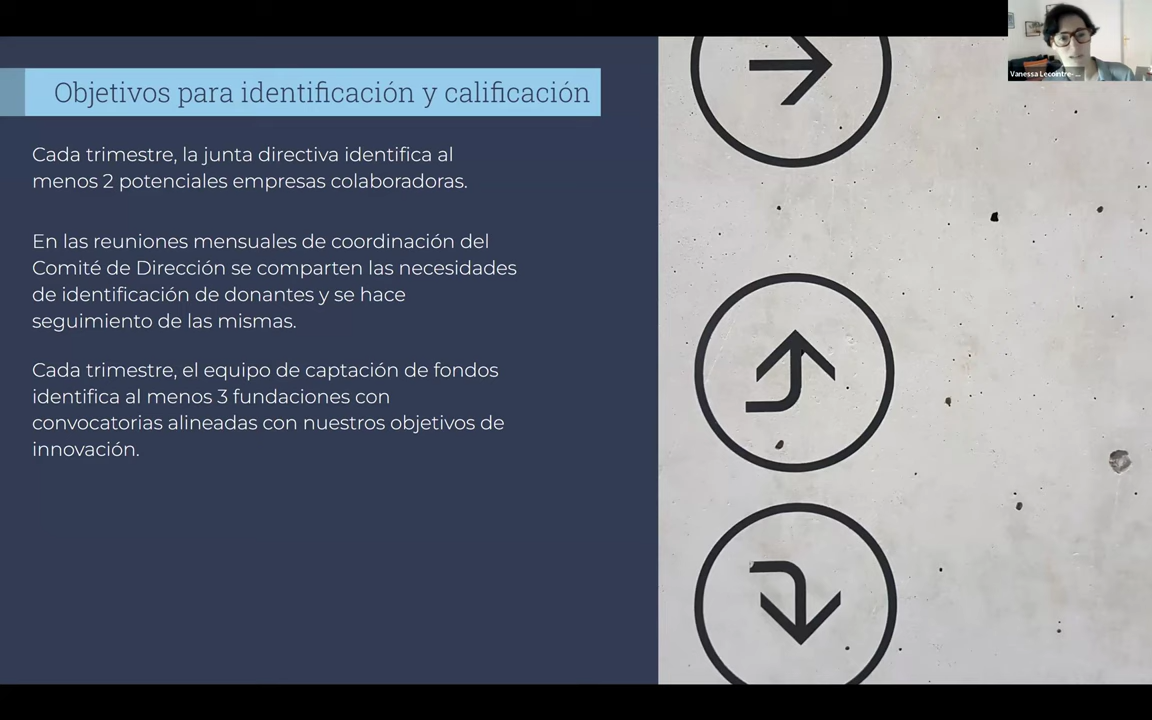 Vanessa Lecointre-...
Objetivos para identificación y calificación
Cada trimestre, la junta directiva identifica al
menos 2 potenciales empresas colaboradoras.
En las reuniones mensuales de coordinación del
Comité de Dirección se comparten las necesidades
de identificación de donantes y se hace
seguimiento de las mismas.
Cada trimestre, el equipo de captación de fondos
identifica al menos 3 fundaciones con
convocatorias alineadas con nuestros objetivos de
innovación.